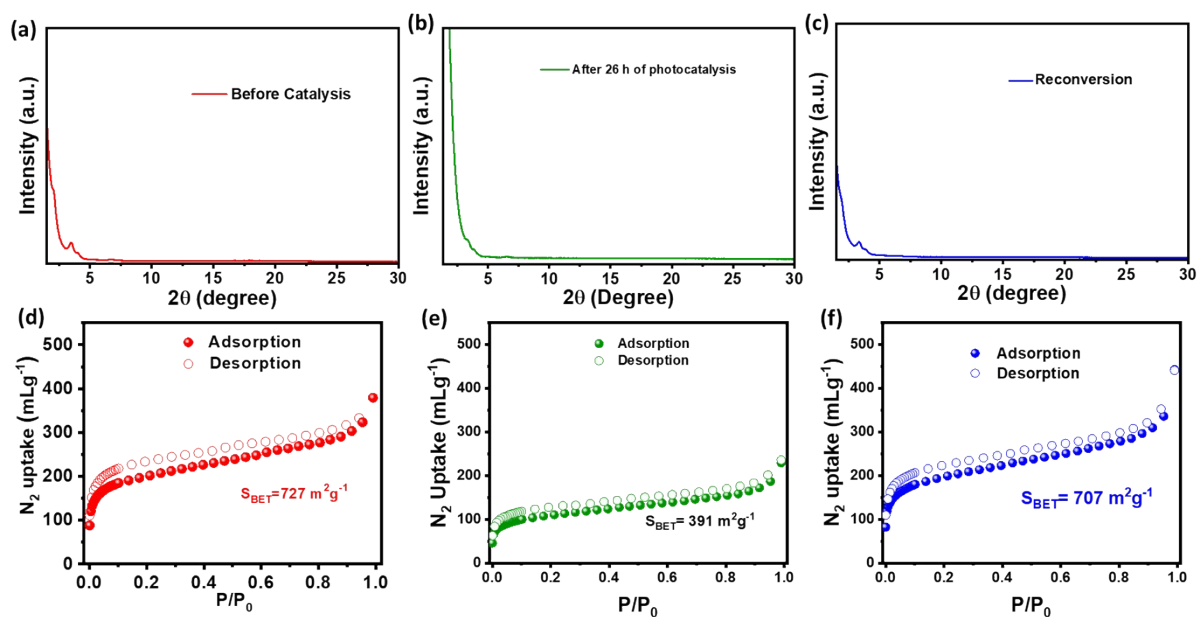 (a)
Intensity (a.u.)
Before Catalysis
5 10 15 20 25 30
2θ (degree)
(b)
Intensity (a.u.)
After 26 h of photocatalysis
5 10 15 20 25 30
2θ (Degree)
(c)
Intensity (a.u.)
Reconversion
5 10 15 20 25 30
2θ (degree)
(d)
N₂ uptake (mLg⁻¹)
500
400
300
200
100
0
Adsorption
Desorption
S_BET=727 m²g⁻¹
0.0 0.2 0.4 0.6 0.8 1.0
P/P₀
(e)
N₂ Uptake (mLg⁻¹)
500
400
300
200
100
0
Adsorption
Desorption
S_BET= 391 m²g⁻¹
0.0 0.2 0.4 0.6 0.8 1.0
P/P₀
(f)
N₂ uptake (mLg⁻¹)
500
400
300
200
100
0
Adsorption
Desorption
S_BET= 707 m²g⁻¹
0.0 0.2 0.4 0.6 0.8 1.0
P/P₀